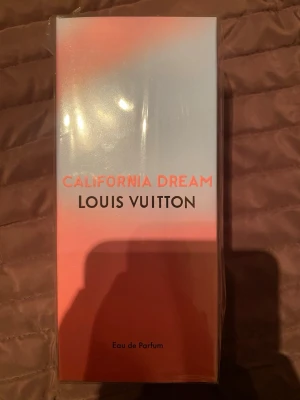 CALIFORNIA DREAM
LOUIS VUITTON
Eau de Parfum